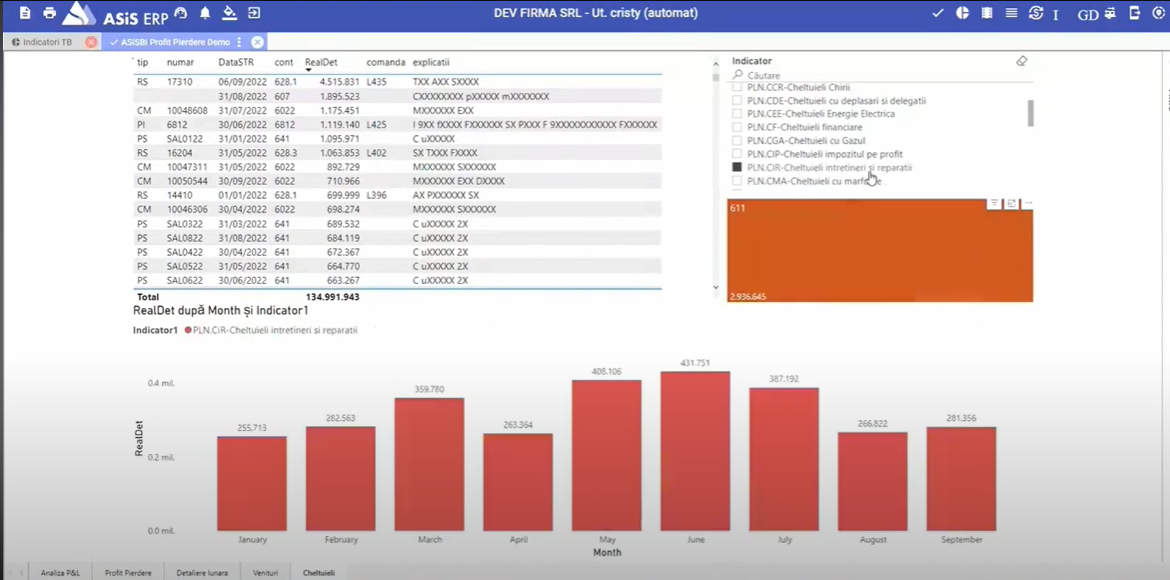 ASiS ERP
DEV FIRMA SRL - Ut. cristy (automat)
I GD
Indicatori TB
ASiSBI Profit Pierdere Demo
tip numar DataSTR cont RealDet comanda explicatii
RS 17310 06/09/2022 628.1 4.515.831 L435 TXX AXX SXXXX
31/08/2022 607 1.895.523 CXXXXXXXX pXXXXX mXXXXXXX
CM 10048608 31/07/2022 6022 1.175.451 MXXXXXX EXX
PI 6812 30/06/2022 6812 1.119.140 L425 I 9XX fXXXX FXXXXXX SX PXXX F 9XXXXXXXXXXX FXXXXXX
PS SAL0122 31/01/2022 641 1.095.971 C uXXXXX
RS 16204 31/05/2022 628.3 1.063.853 L402 SX TXXX FXXXX
CM 10047311 31/05/2022 6022 892.729 MXXXXXX SXXXXXX
CM 10050544 30/09/2022 6022 710.966 MXXXXXX EXX DXXXX
RS 14410 01/01/2022 628.1 699.999 L396 AX PXXXXXX SX
CM 10046306 30/04/2022 6022 698.274 MXXXXXX SXXXXXX
PS SAL0322 31/03/2022 641 689.532 C uXXXXX 2X
PS SAL0822 31/08/2022 641 684.119 C uXXXXX 2X
PS SAL0422 30/04/2022 641 672.367 C uXXXXX 2X
PS SAL0522 31/05/2022 641 664.770 C uXXXXX 2X
PS SAL0622 30/06/2022 641 663.267 C uXXXXX 2X
Total 134.991.943
Indicator
Căutare
PLN.CCR-Cheltuieli Chirii
PLN.CDE-Cheltuieli cu deplasari si delegatii
PLN.CEE-Cheltuieli Energie Electrica
PLN.CF-Cheltuieli financiare
PLN.CGA-Cheltuieli cu Gazul
PLN.CIP-Cheltuieli impozitul pe profit
PLN.CIR-Cheltuieli intretineri si reparatii
PLN.CMA-Cheltuieli cu
611
2.936.645
RealDet după Month și Indicator1
Indicator1 PLN.CIR-Cheltuieli intretineri si reparatii
RealDet
0.4 mil.
0.2 mil.
0.0 mil.
255.713 282.563 359.780 263.364 408.106 431.751 387.192 266.822 281.356
January February March April May June July August September
Month
Analiza P&L Profit Pierdere Detaliere lunara Venituri Cheltuieli